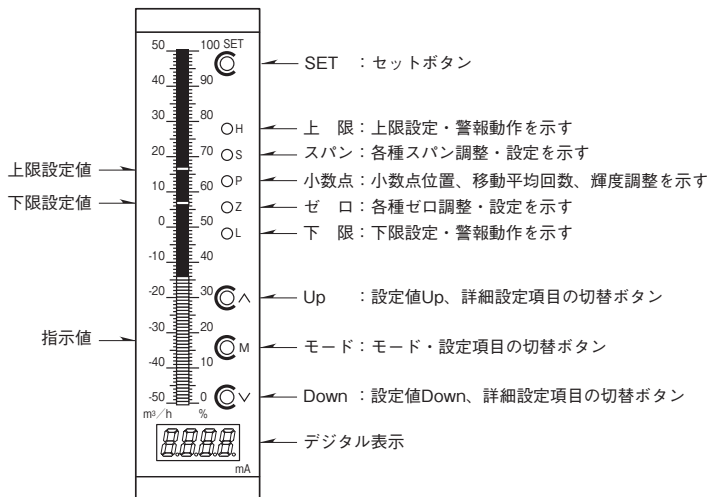 50 100 SET
SET ：セットボタン
40 90
30 80
H 上　限：上限設定・警報動作を示す
20 70 S スパン：各種スパン調整・設定を示す
上限設定値
10 60 P 小数点：小数点位置、移動平均回数、輝度調整を示す
下限設定値
Z ゼ　ロ：各種ゼロ調整・設定を示す
0 50
L 下　限：下限設定・警報動作を示す
-10 40
-20 30
Up ：設定値Up、詳細設定項目の切替ボタン
-30 20
指示値
M モード：モード・設定項目の切替ボタン
-40 10
-50 0
Down ：設定値Down、詳細設定項目の切替ボタン
m³／h %
8.8.8.8. デジタル表示
mA